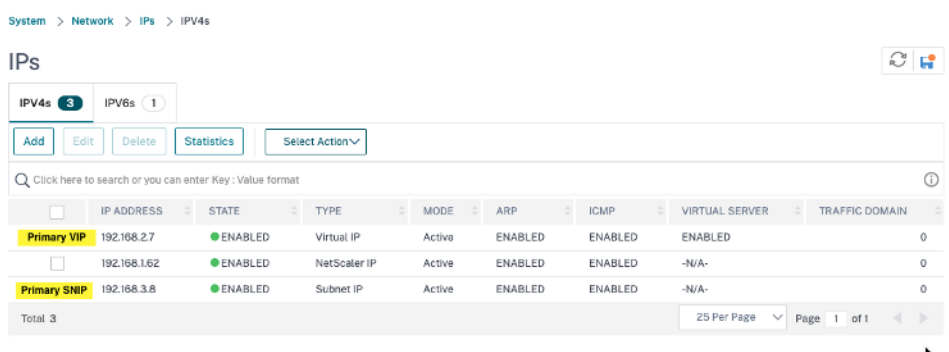 System > Network > IPs > IPV4s
IPs
IPV4s 3 IPV6s 1
Add Edit Delete Statistics Select Action
Click here to search or you can enter Key : Value format
IP ADDRESS STATE TYPE MODE ARP ICMP VIRTUAL SERVER TRAFFIC DOMAIN
Primary VIP 192.168.2.7 ENABLED Virtual IP Active ENABLED ENABLED ENABLED 0
192.168.1.62 ENABLED NetScaler IP Active ENABLED ENABLED -N/A- 0
Primary SNIP 192.168.3.8 ENABLED Subnet IP Active ENABLED ENABLED -N/A- 0
Total 3 25 Per Page Page 1 of 1